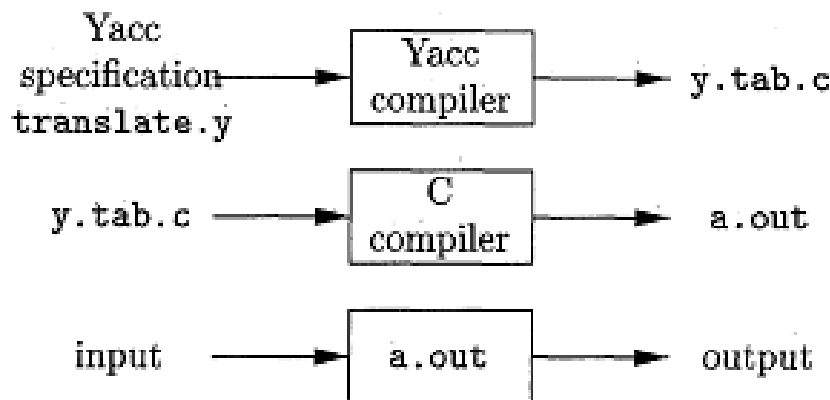 Yacc
specification
translate.y
Yacc
compiler
y.tab.c
y.tab.c
C
compiler
a.out
input
a.out
output